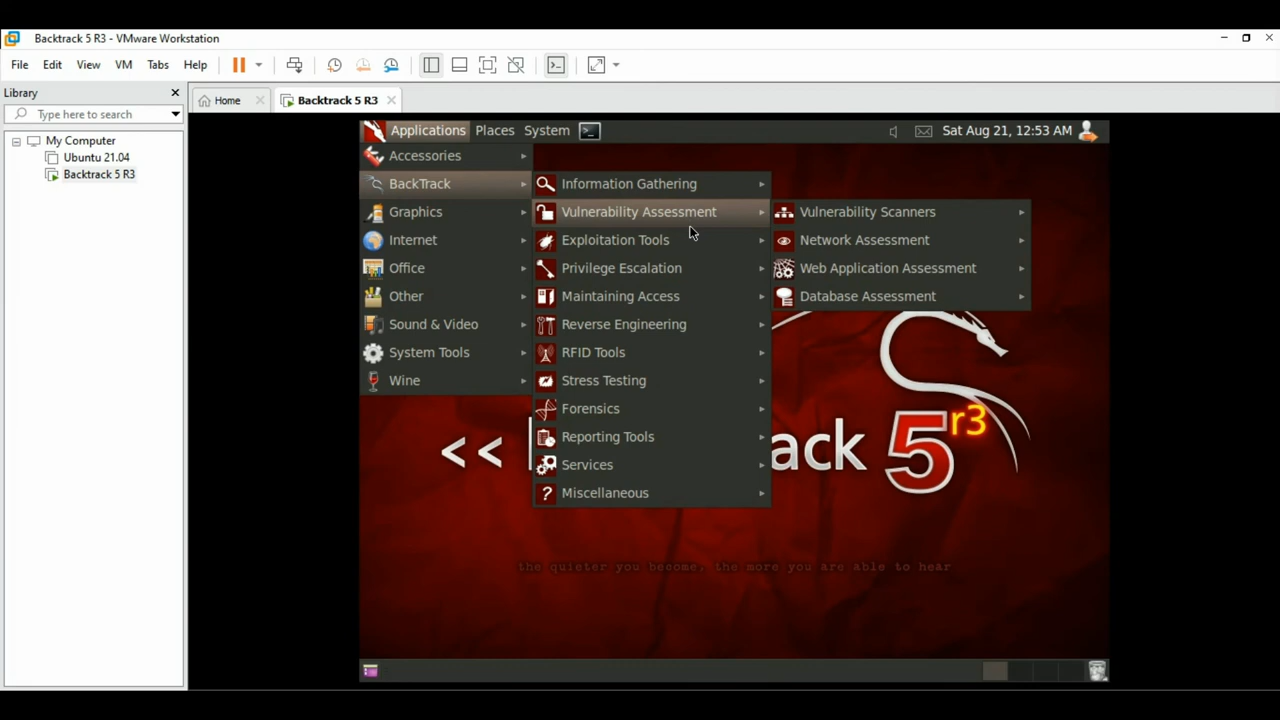 Backtrack 5 R3 - VMware Workstation
File Edit View VM Tabs Help
Library
Type here to search
My Computer
Ubuntu 21.04
Backtrack 5 R3
Home
Backtrack 5 R3
Applications Places System
Sat Aug 21, 12:53 AM
Accessories
BackTrack
Graphics
Internet
Office
Other
Sound & Video
System Tools
Wine
Information Gathering
Vulnerability Assessment
Exploitation Tools
Privilege Escalation
Maintaining Access
Reverse Engineering
RFID Tools
Stress Testing
Forensics
Reporting Tools
Services
Miscellaneous
Vulnerability Scanners
Network Assessment
Web Application Assessment
Database Assessment
<< ack 5 r3
the quieter you become, the more you are able to hear